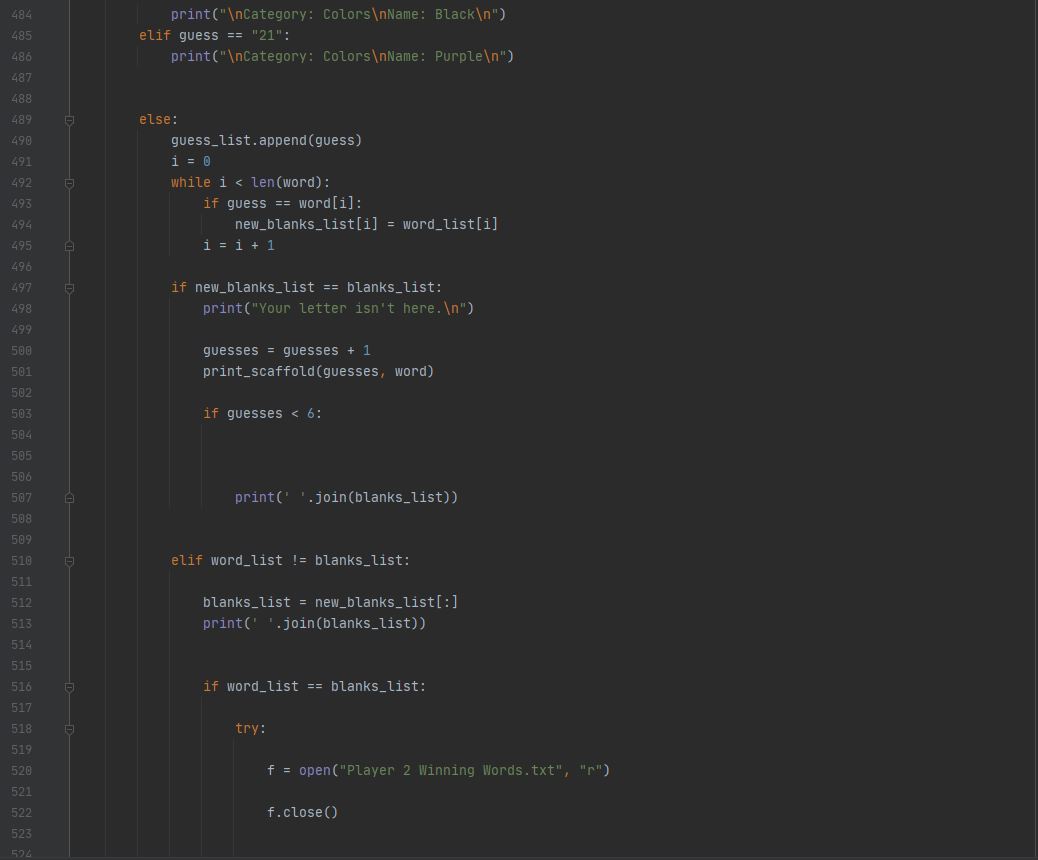 484 print("\nCategory: Colors\nName: Black\n")
485 elif guess == "21":
486 print("\nCategory: Colors\nName: Purple\n")
487
488
489 else:
490 guess_list.append(guess)
491 i = 0
492 while i < len(word):
493 if guess == word[i]:
494 new_blanks_list[i] = word_list[i]
495 i = i + 1
496
497 if new_blanks_list == blanks_list:
498 print("Your letter isn't here.\n")
499
500 guesses = guesses + 1
501 print_scaffold(guesses, word)
502
503 if guesses < 6:
504
505
506
507 print(' '.join(blanks_list))
508
509
510 elif word_list != blanks_list:
511
512 blanks_list = new_blanks_list[:]
513 print(' '.join(blanks_list))
514
515
516 if word_list == blanks_list:
517
518 try:
519
520 f = open("Player 2 Winning Words.txt", "r")
521
522 f.close()
523
524